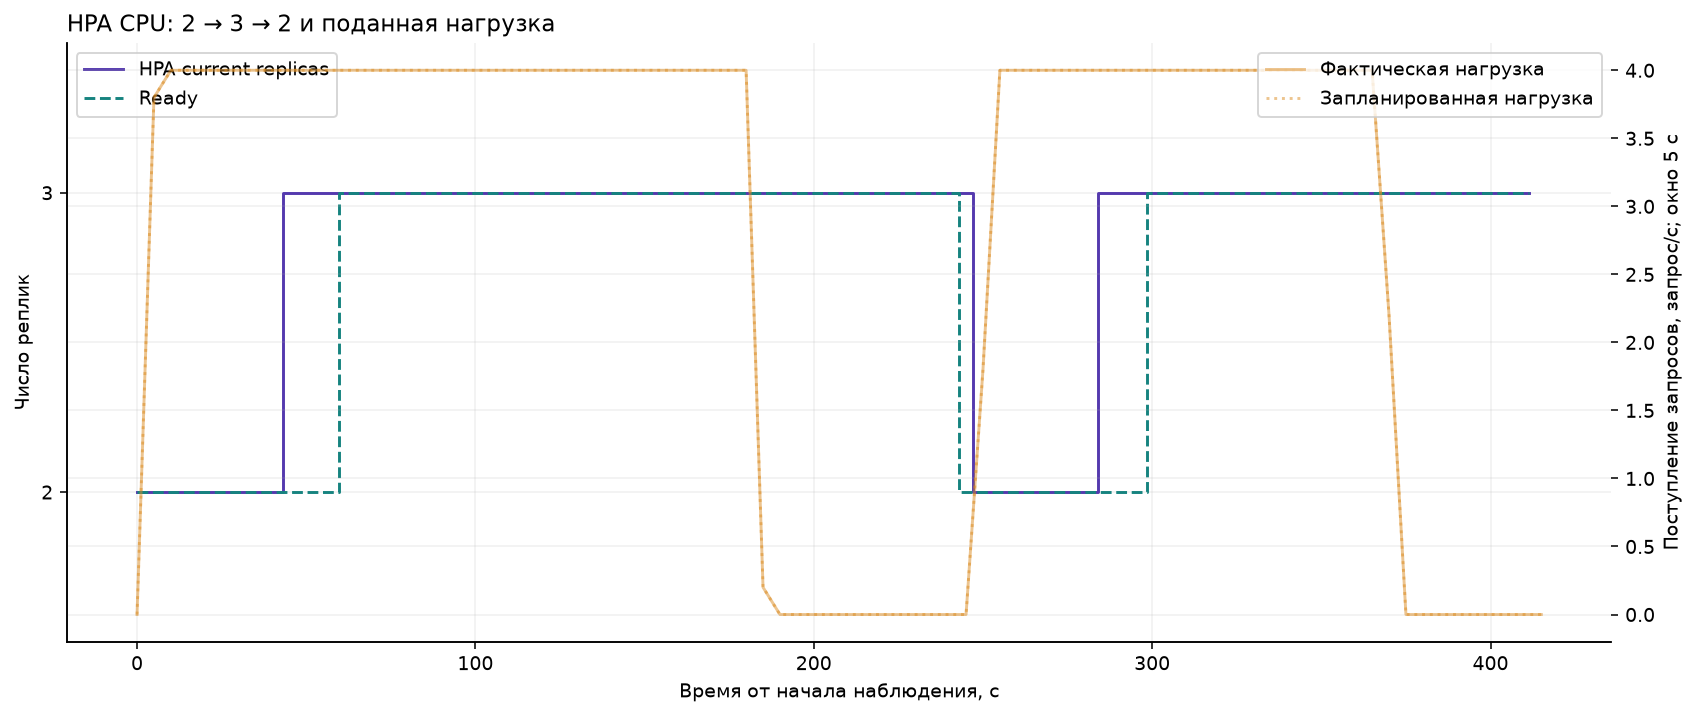 HPA CPU: 2 → 3 → 2 и поданная нагрузка
HPA current replicas
Ready
Фактическая нагрузка
Запланированная нагрузка
Число реплик
3
2
4.0
3.5
3.0
2.5
2.0
1.5
1.0
0.5
0.0
Поступление запросов, запрос/с; окно 5 с
0 100 200 300 400
Время от начала наблюдения, с